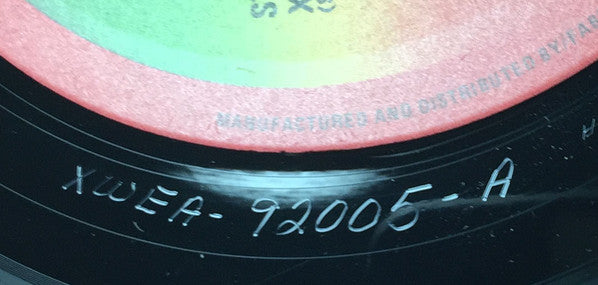 MANUFACTURED AND DISTRIBUTED BY
XWEA-92005-A